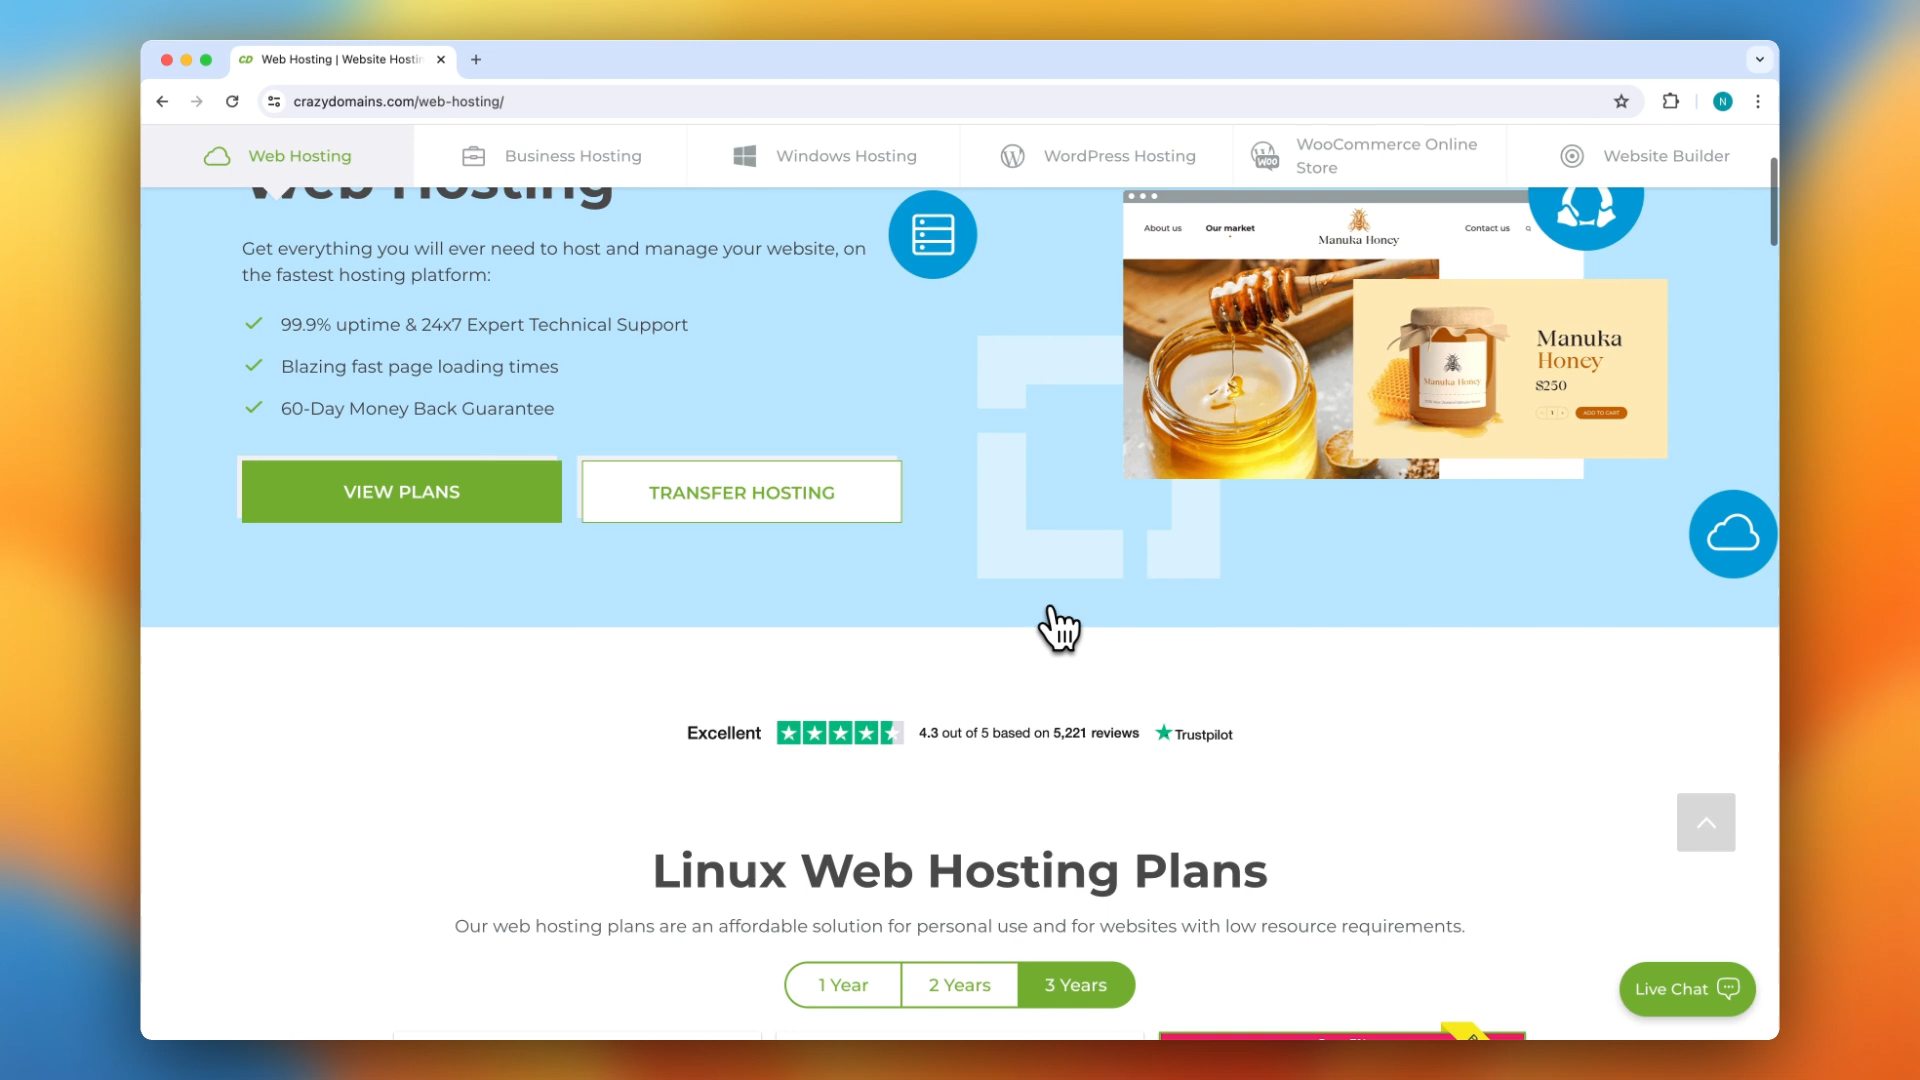 CD Web Hosting | Website Hostin
crazydomains.com/web-hosting/
N
Web Hosting
Business Hosting
Windows Hosting
WordPress Hosting
WooCommerce Online
Store
Website Builder
Web Hosting
Get everything you will ever need to host and manage your website, on
the fastest hosting platform:
99.9% uptime & 24x7 Expert Technical Support
Blazing fast page loading times
60-Day Money Back Guarantee
VIEW PLANS
TRANSFER HOSTING
About us
Our market
Manuka Honey
Contact us
Manuka
Honey
$250
1
ADD TO CART
Manuka Honey
Excellent
4.3 out of 5 based on 5,221 reviews
Trustpilot
Linux Web Hosting Plans
Our web hosting plans are an affordable solution for personal use and for websites with low resource requirements.
1 Year
2 Years
3 Years
Live Chat